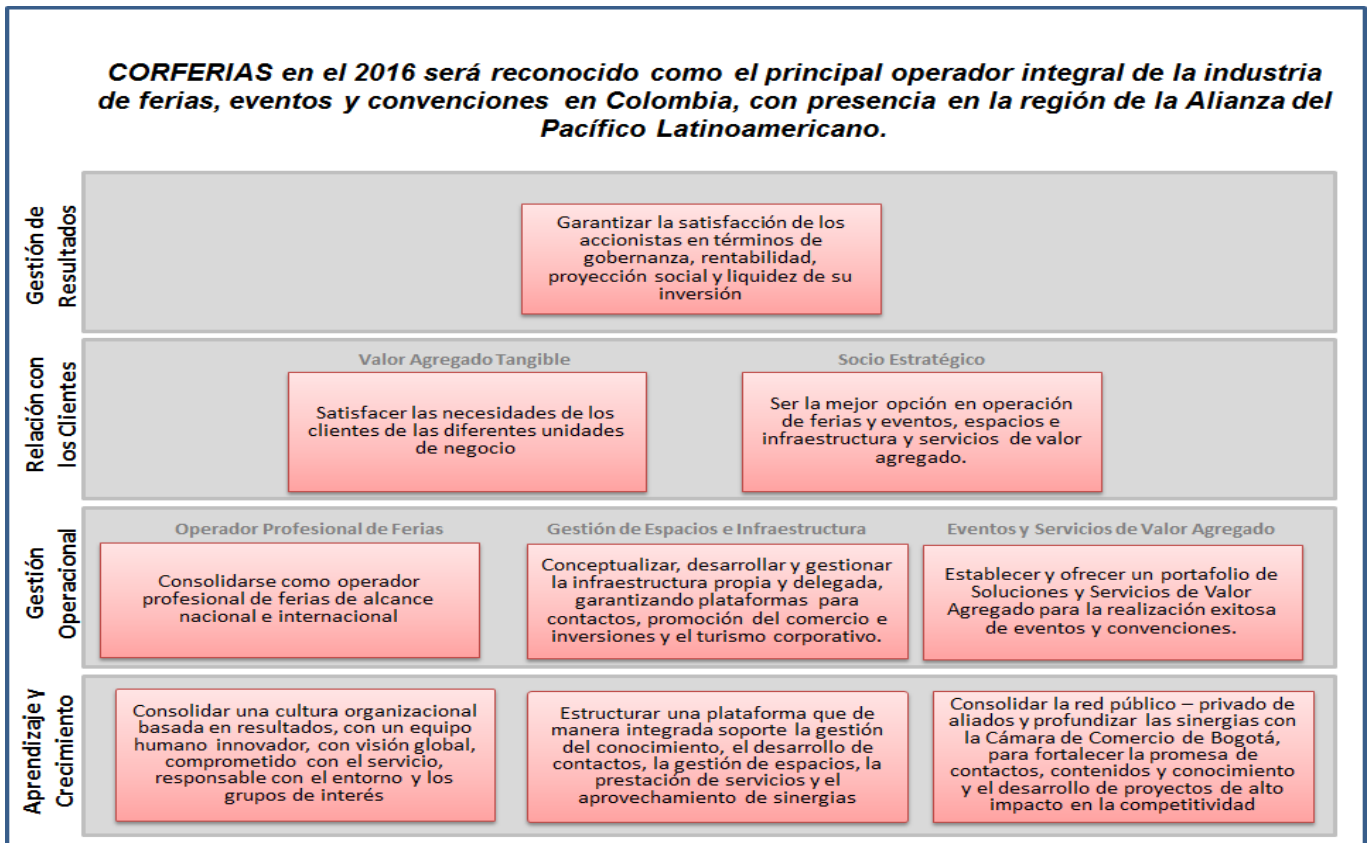 CORFERIAS en el 2016 será reconocido como el principal operador integral de la industria
de ferias, eventos y convenciones en Colombia, con presencia en la región de la Alianza del
Pacífico Latinoamericano.
Gestión de
Resultados
Garantizar la satisfacción de los
accionistas en términos de
gobernanza, rentabilidad,
proyección social y liquidez de su
inversión
Relación con
los Clientes
Valor Agregado Tangible
Satisfacer las necesidades de los
clientes de las diferentes unidades
de negocio
Socio Estratégico
Ser la mejor opción en operación
de ferias y eventos, espacios e
infraestructura y servicios de valor
agregado.
Gestión
Operacional
Operador Profesional de Ferias
Consolidarse como operador
profesional de ferias de alcance
nacional e internacional
Gestión de Espacios e Infraestructura
Conceptualizar, desarrollar y gestionar
la infraestructura propia y delegada,
garantizando plataformas para
contactos, promoción del comercio e
inversiones y el turismo corporativo.
Eventos y Servicios de Valor Agregado
Establecer y ofrecer un portafolio de
Soluciones y Servicios de Valor
Agregado para la realización exitosa
de eventos y convenciones.
Aprendizaje y
Crecimiento
Consolidar una cultura organizacional
basada en resultados, con un equipo
humano innovador, con visión global,
comprometido con el servicio,
responsable con el entorno y los
grupos de interés
Estructurar una plataforma que de
manera integrada soporte la gestión
del conocimiento, el desarrollo de
contactos, la gestión de espacios, la
prestación de servicios y el
aprovechamiento de sinergias
Consolidar la red público – privado de
aliados y profundizar las sinergias con
la Cámara de Comercio de Bogotá,
para fortalecer la promesa de
contactos, contenidos y conocimiento
y el desarrollo de proyectos de alto
impacto en la competitividad